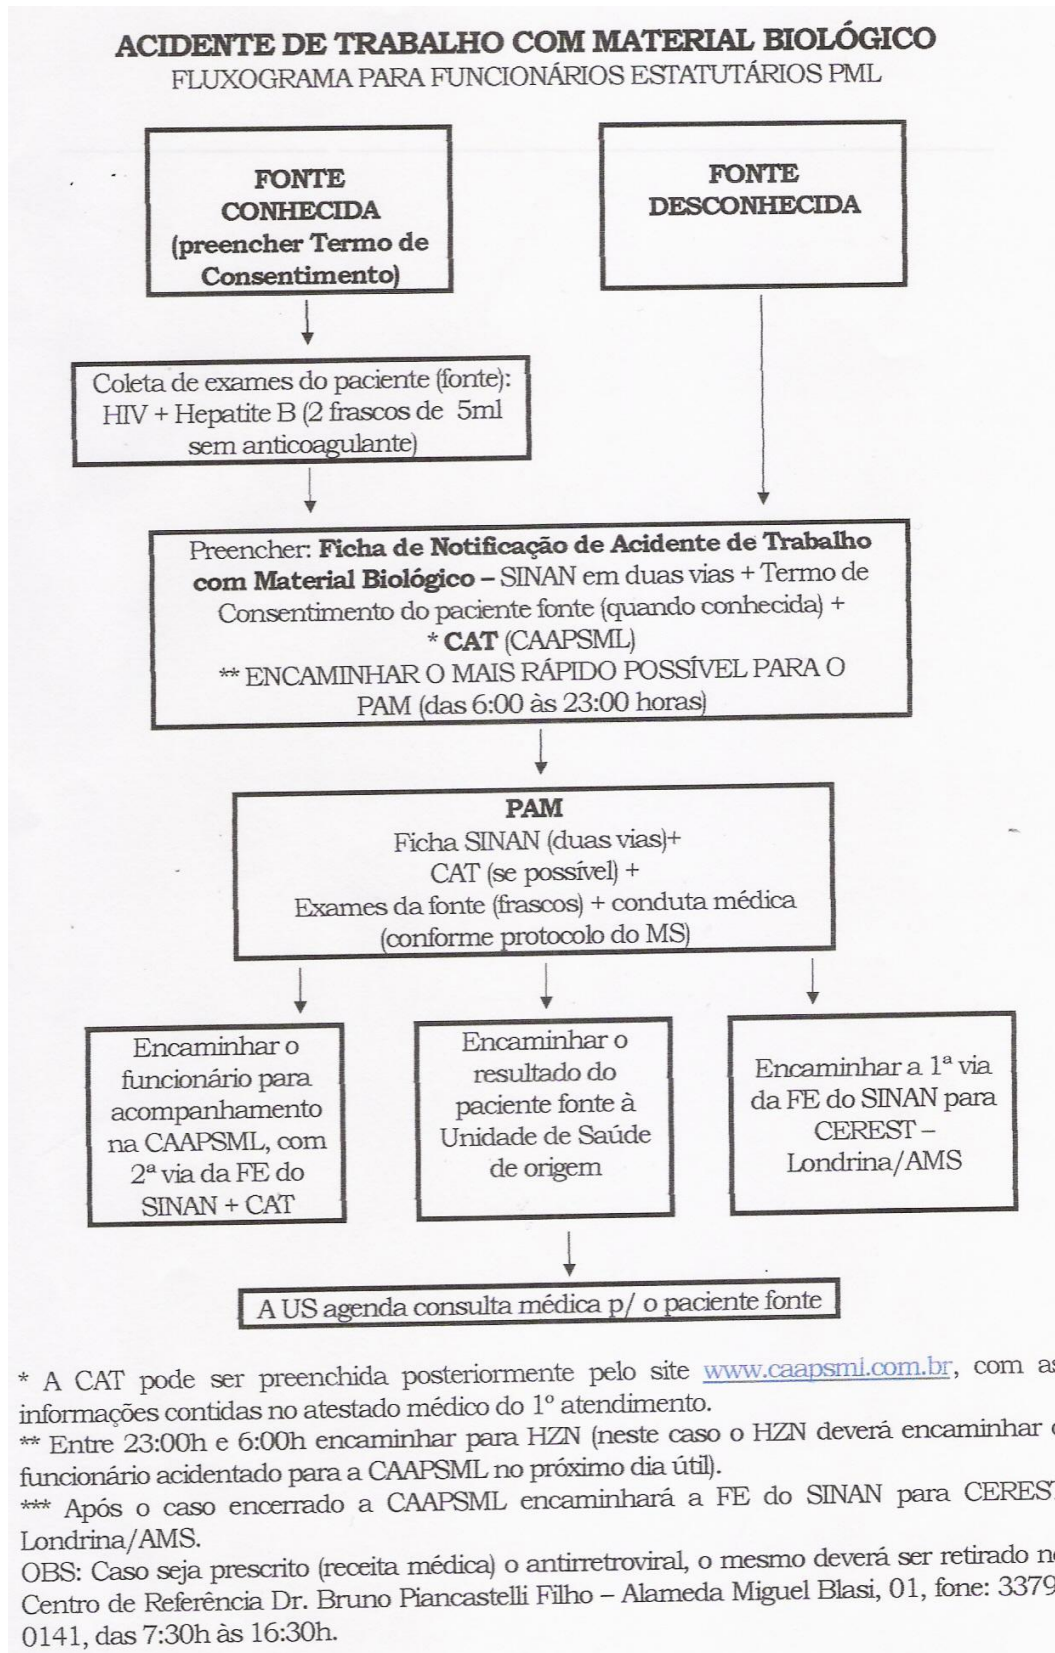 ACIDENTE DE TRABALHO COM MATERIAL BIOLÓGICO
FLUXOGRAMA PARA FUNCIONÁRIOS ESTATUTÁRIOS PML
FONTE
CONHECIDA
(preencher Termo de
Consentimento)
FONTE
DESCONHECIDA
Coleta de exames do paciente (fonte):
HIV + Hepatite B (2 frascos de 5ml
sem anticoagulante)
Preencher: Ficha de Notificação de Acidente de Trabalho
com Material Biológico – SINAN em duas vias + Termo de
Consentimento do paciente fonte (quando conhecida) +
* CAT (CAAPSML)
** ENCAMINHAR O MAIS RÁPIDO POSSÍVEL PARA O
PAM (das 6:00 às 23:00 horas)
PAM
Ficha SINAN (duas vias)+
CAT (se possível) +
Exames da fonte (frascos) + conduta médica
(conforme protocolo do MS)
Encaminhar o
funcionário para
acompanhamento
na CAAPSML, com
2ª via da FE do
SINAN + CAT
Encaminhar o
resultado do
paciente fonte à
Unidade de Saúde
de origem
Encaminhar a 1ª via
da FE do SINAN para
CEREST –
Londrina/AMS
A US agenda consulta médica p/ o paciente fonte
* A CAT pode ser preenchida posteriormente pelo site www.caapsml.com.br, com as
informações contidas no atestado médico do 1º atendimento.
** Entre 23:00h e 6:00h encaminhar para HZN (neste caso o HZN deverá encaminhar o
funcionário acidentado para a CAAPSML no próximo dia útil).
*** Após o caso encerrado a CAAPSML encaminhará a FE do SINAN para CEREST
Londrina/AMS.
OBS: Caso seja prescrito (receita médica) o antirretroviral, o mesmo deverá ser retirado no
Centro de Referência Dr. Bruno Piancastelli Filho – Alameda Miguel Blasi, 01, fone: 3379
0141, das 7:30h às 16:30h.